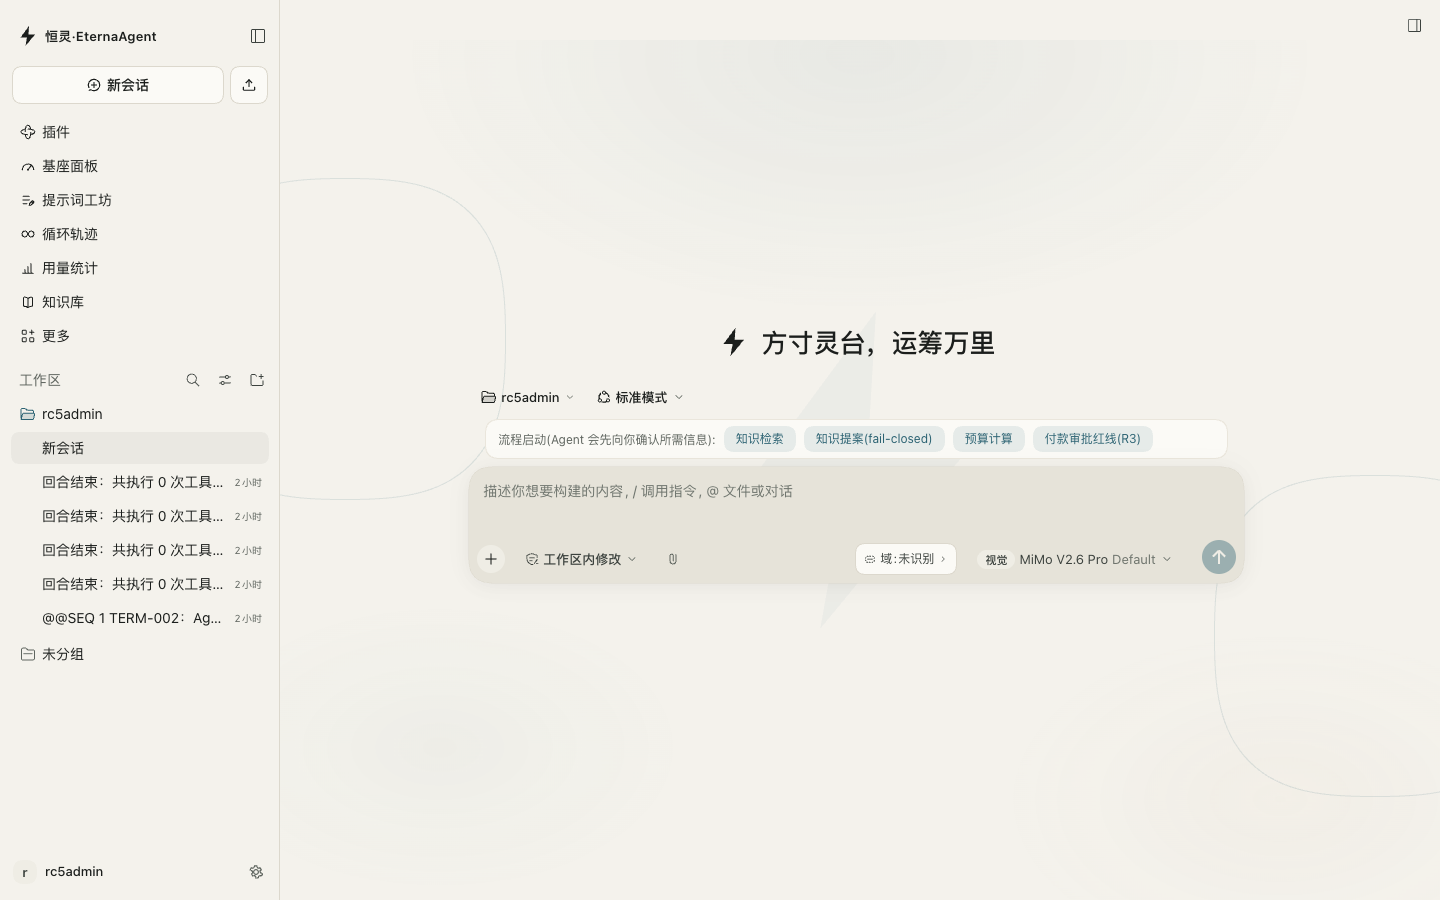 恒灵·EternaAgent
新会话
插件
基座面板
提示词工坊
循环轨迹
用量统计
知识库
更多
工作区
rc5admin
新会话
回合结束：共执行 0 次工具... 2小时
回合结束：共执行 0 次工具... 2小时
回合结束：共执行 0 次工具... 2小时
回合结束：共执行 0 次工具... 2小时
@@SEQ 1 TERM-002：Ag... 2小时
未分组
r rc5admin
方寸灵台，运筹万里
rc5admin 标准模式
流程启动(Agent 会先向你确认所需信息): 知识检索 知识提案(fail-closed) 预算计算 付款审批红线(R3)
描述你想要构建的内容, / 调用指令, @ 文件或对话
工作区内修改 域:未识别 › 视觉 MiMo V2.6 Pro Default